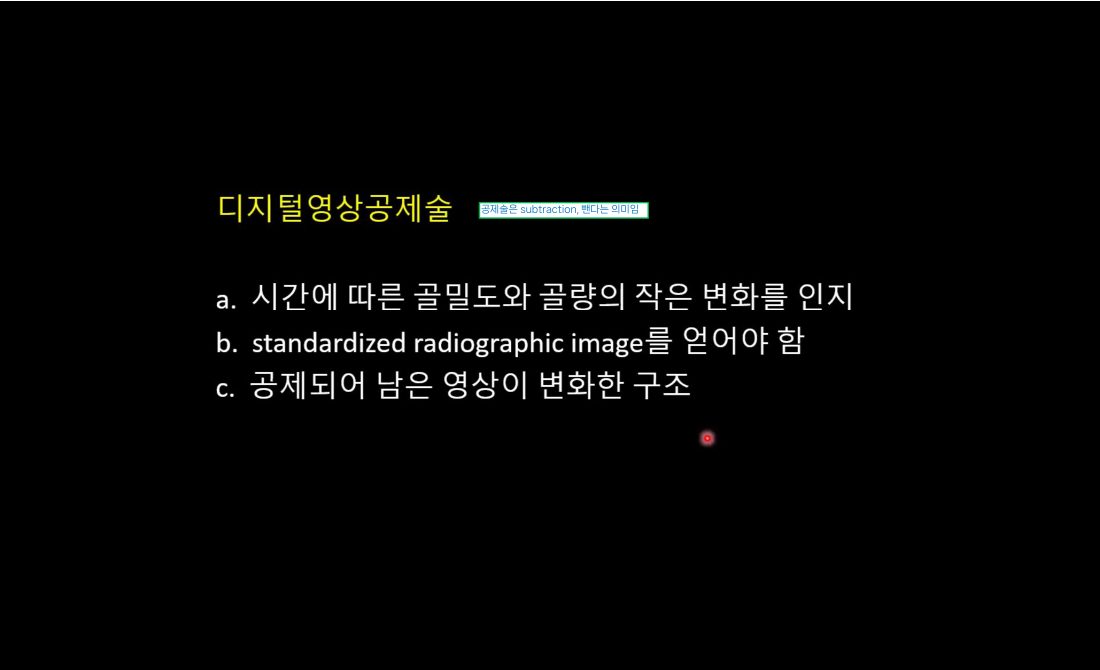 디지털영상공제술 공제술은 subtraction, 뺀다는 의미임
a. 시간에 따른 골밀도와 골량의 작은 변화를 인지
b. standardized radiographic image를 얻어야 함
c. 공제되어 남은 영상이 변화한 구조